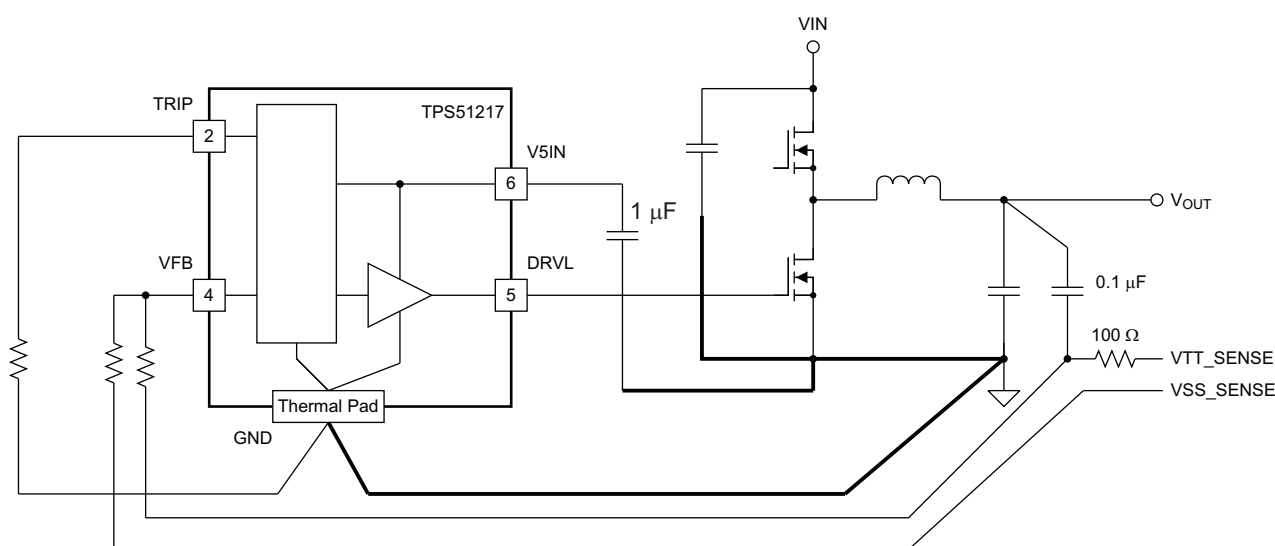 VIN
TRIP
TPS51217
2
V5IN
6
1 μF
VOUT
VFB
DRVL
4
5
0.1 μF
100 Ω
VTT_SENSE
Thermal Pad
VSS_SENSE
GND